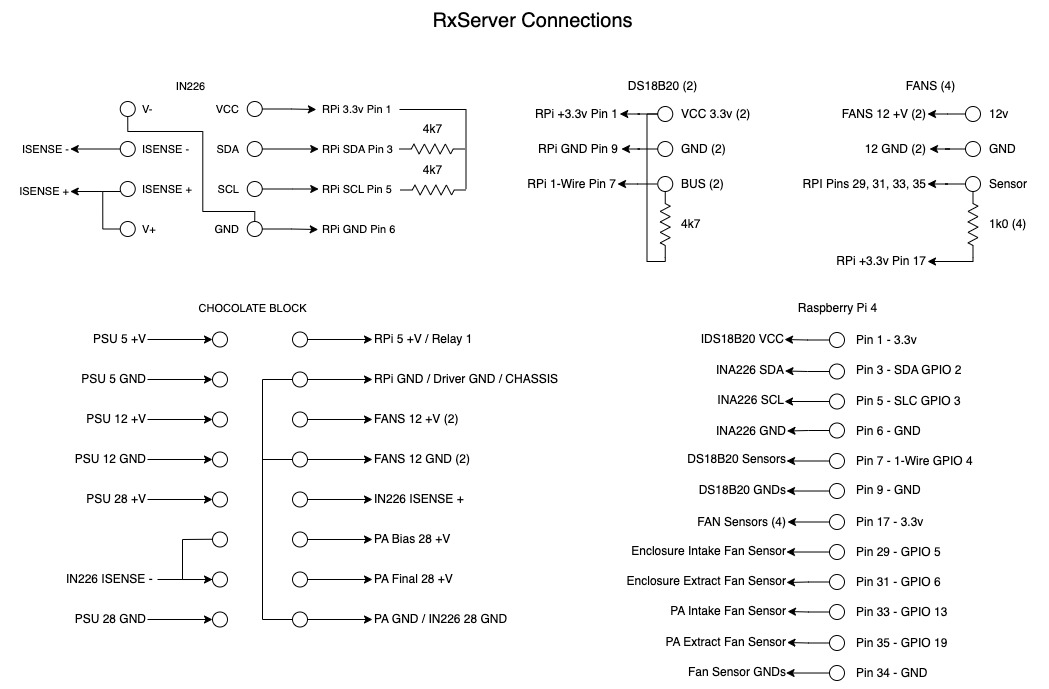 RxServer Connections
IN226
V-
VCC
RPi 3.3v Pin 1
4k7
ISENSE -
ISENSE -
SDA
RPi SDA Pin 3
4k7
ISENSE +
ISENSE +
SCL
RPi SCL Pin 5
V+
GND
RPi GND Pin 6
DS18B20 (2)
RPi +3.3v Pin 1
VCC 3.3v (2)
RPi GND Pin 9
GND (2)
RPi 1-Wire Pin 7
BUS (2)
4k7
FANS (4)
FANS 12 +V (2)
12v
12 GND (2)
GND
RPI Pins 29, 31, 33, 35
Sensor
1k0 (4)
RPi +3.3v Pin 17
CHOCOLATE BLOCK
PSU 5 +V
RPi 5 +V / Relay 1
PSU 5 GND
RPi GND / Driver GND / CHASSIS
PSU 12 +V
FANS 12 +V (2)
PSU 12 GND
FANS 12 GND (2)
PSU 28 +V
IN226 ISENSE +
PA Bias 28 +V
IN226 ISENSE -
PA Final 28 +V
PSU 28 GND
PA GND / IN226 28 GND
Raspberry Pi 4
IDS18B20 VCC
Pin 1 - 3.3v
INA226 SDA
Pin 3 - SDA GPIO 2
INA226 SCL
Pin 5 - SLC GPIO 3
INA226 GND
Pin 6 - GND
DS18B20 Sensors
Pin 7 - 1-Wire GPIO 4
DS18B20 GNDs
Pin 9 - GND
FAN Sensors (4)
Pin 17 - 3.3v
Enclosure Intake Fan Sensor
Pin 29 - GPIO 5
Enclosure Extract Fan Sensor
Pin 31 - GPIO 6
PA Intake Fan Sensor
Pin 33 - GPIO 13
PA Extract Fan Sensor
Pin 35 - GPIO 19
Fan Sensor GNDs
Pin 34 - GND